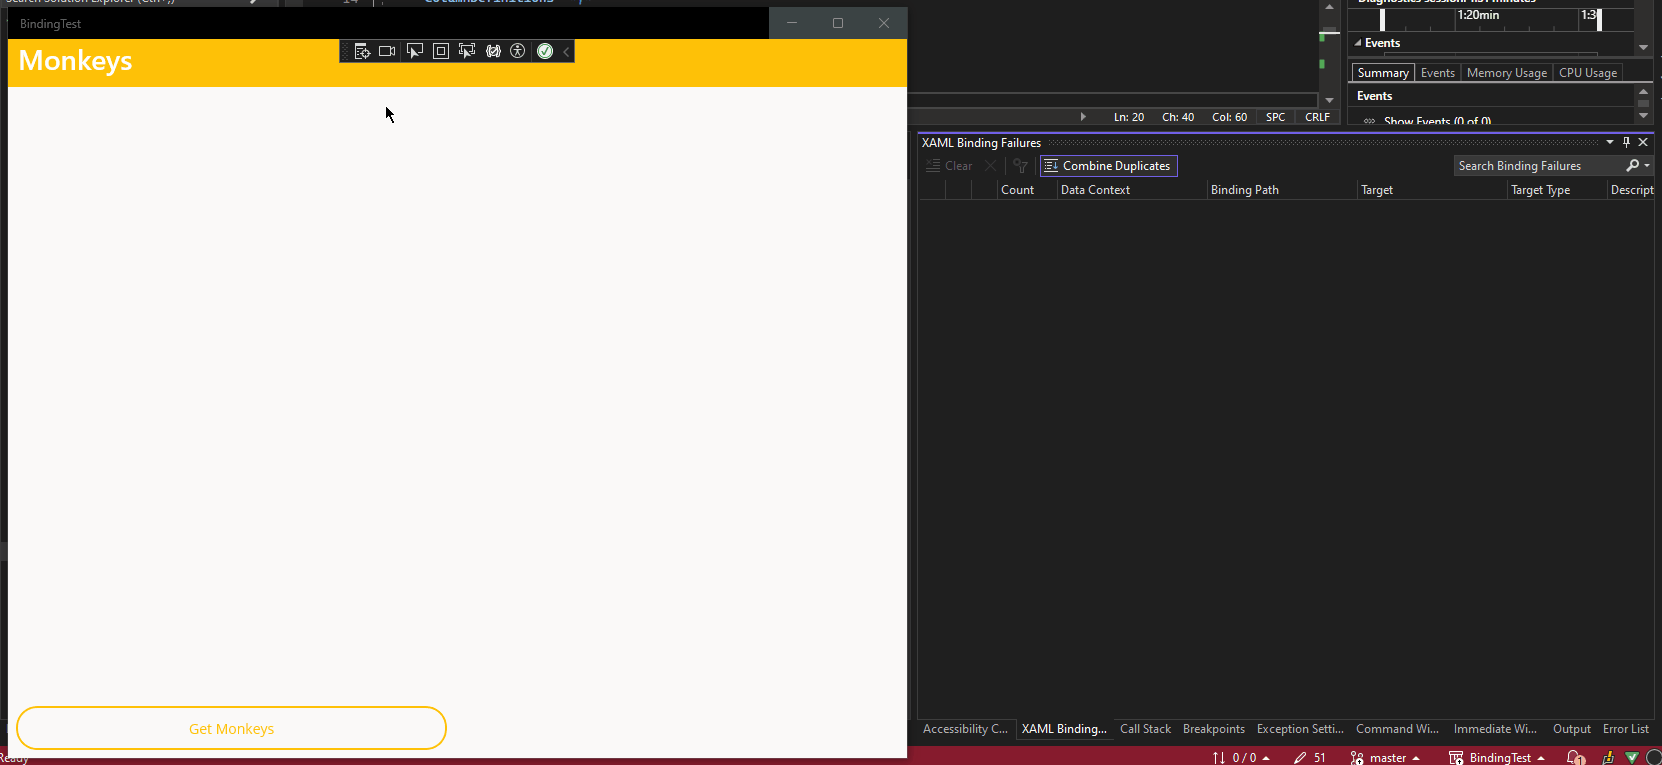 BindingTest
Monkeys
Get Monkeys
Ready
14
Ln: 20 Ch: 40 Col: 60 SPC CRLF
1:20min 1:3
Events
Summary Events Memory Usage CPU Usage
Events
Show Events (0 of 0)
XAML Binding Failures
Clear Combine Duplicates Search Binding Failures
Count Data Context Binding Path Target Target Type Descript
Accessibility C... XAML Binding... Call Stack Breakpoints Exception Setti... Command Wi... Immediate Wi... Output Error List
0 / 0 51 master BindingTest 1